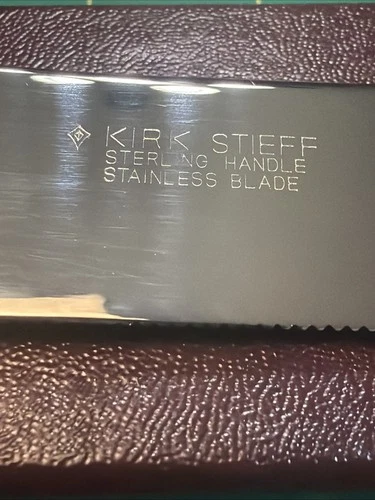 KIRK STIEFF
STERLING HANDLE
STAINLESS BLADE